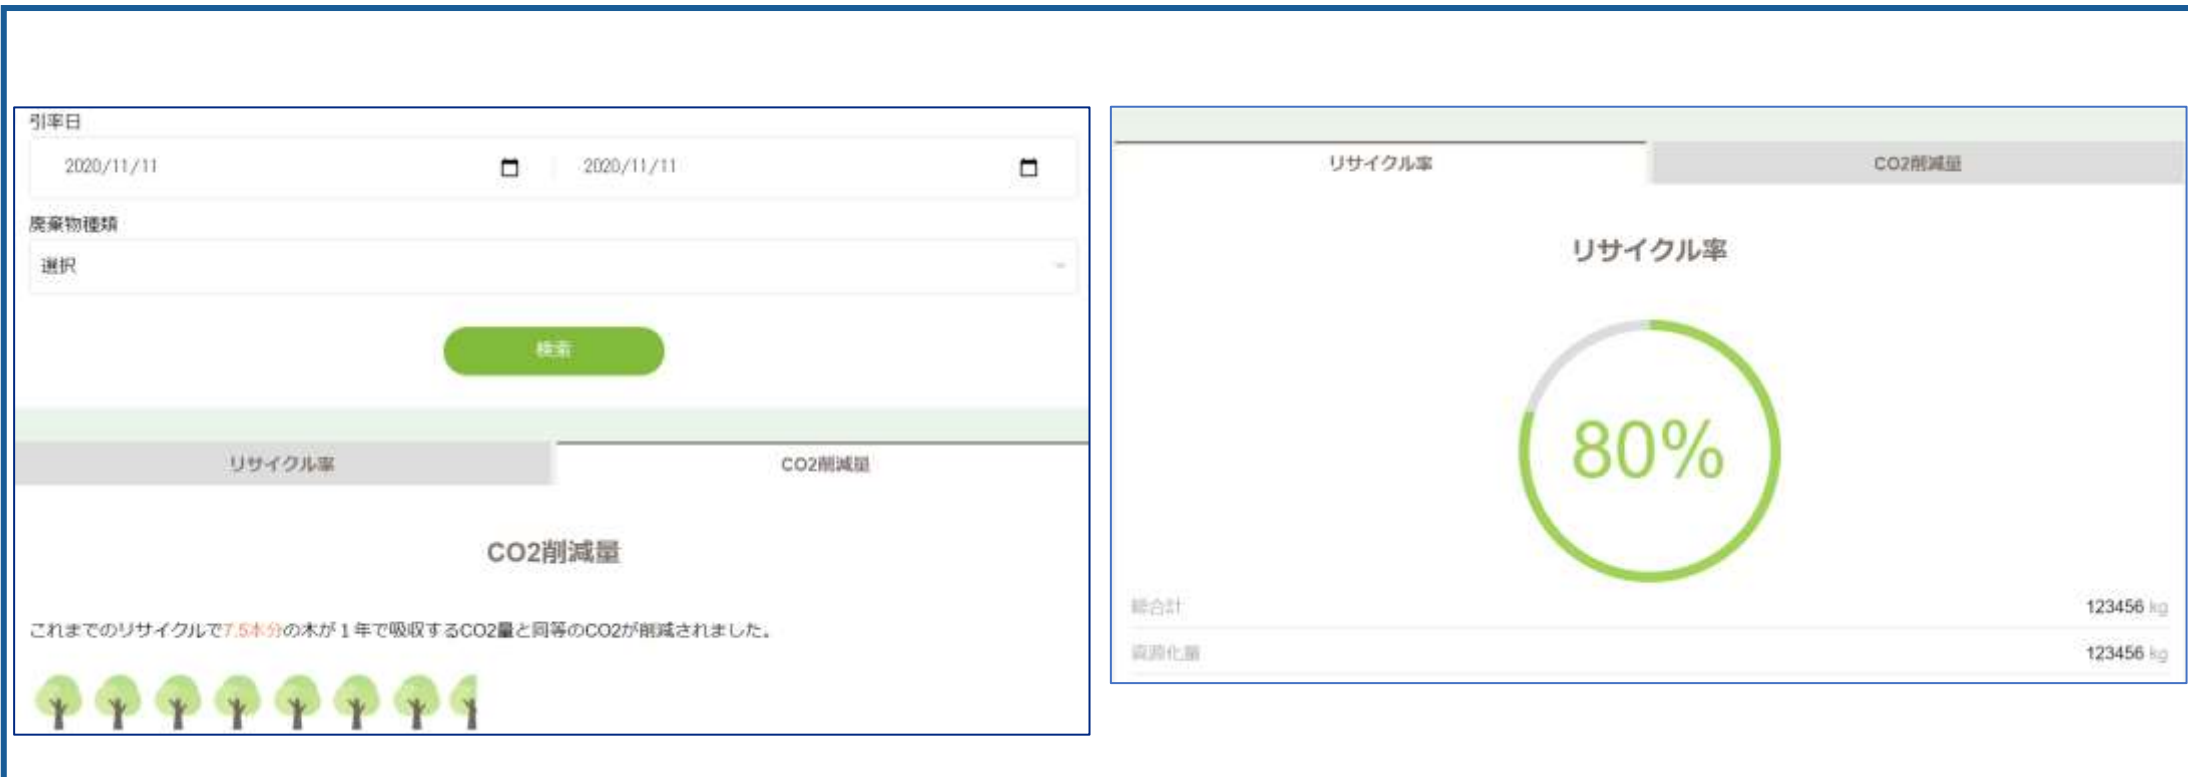 引率日
2020/11/11
2020/11/11
廃棄物種類
選択
検索
リサイクル率
CO2削減量
CO2削減量
これまでのリサイクルで7.5本分の木が1年で吸収するCO2量と同等のCO2が削減されました。
リサイクル率
CO2削減量
リサイクル率
80%
総合計
123456 kg
資源化量
123456 kg